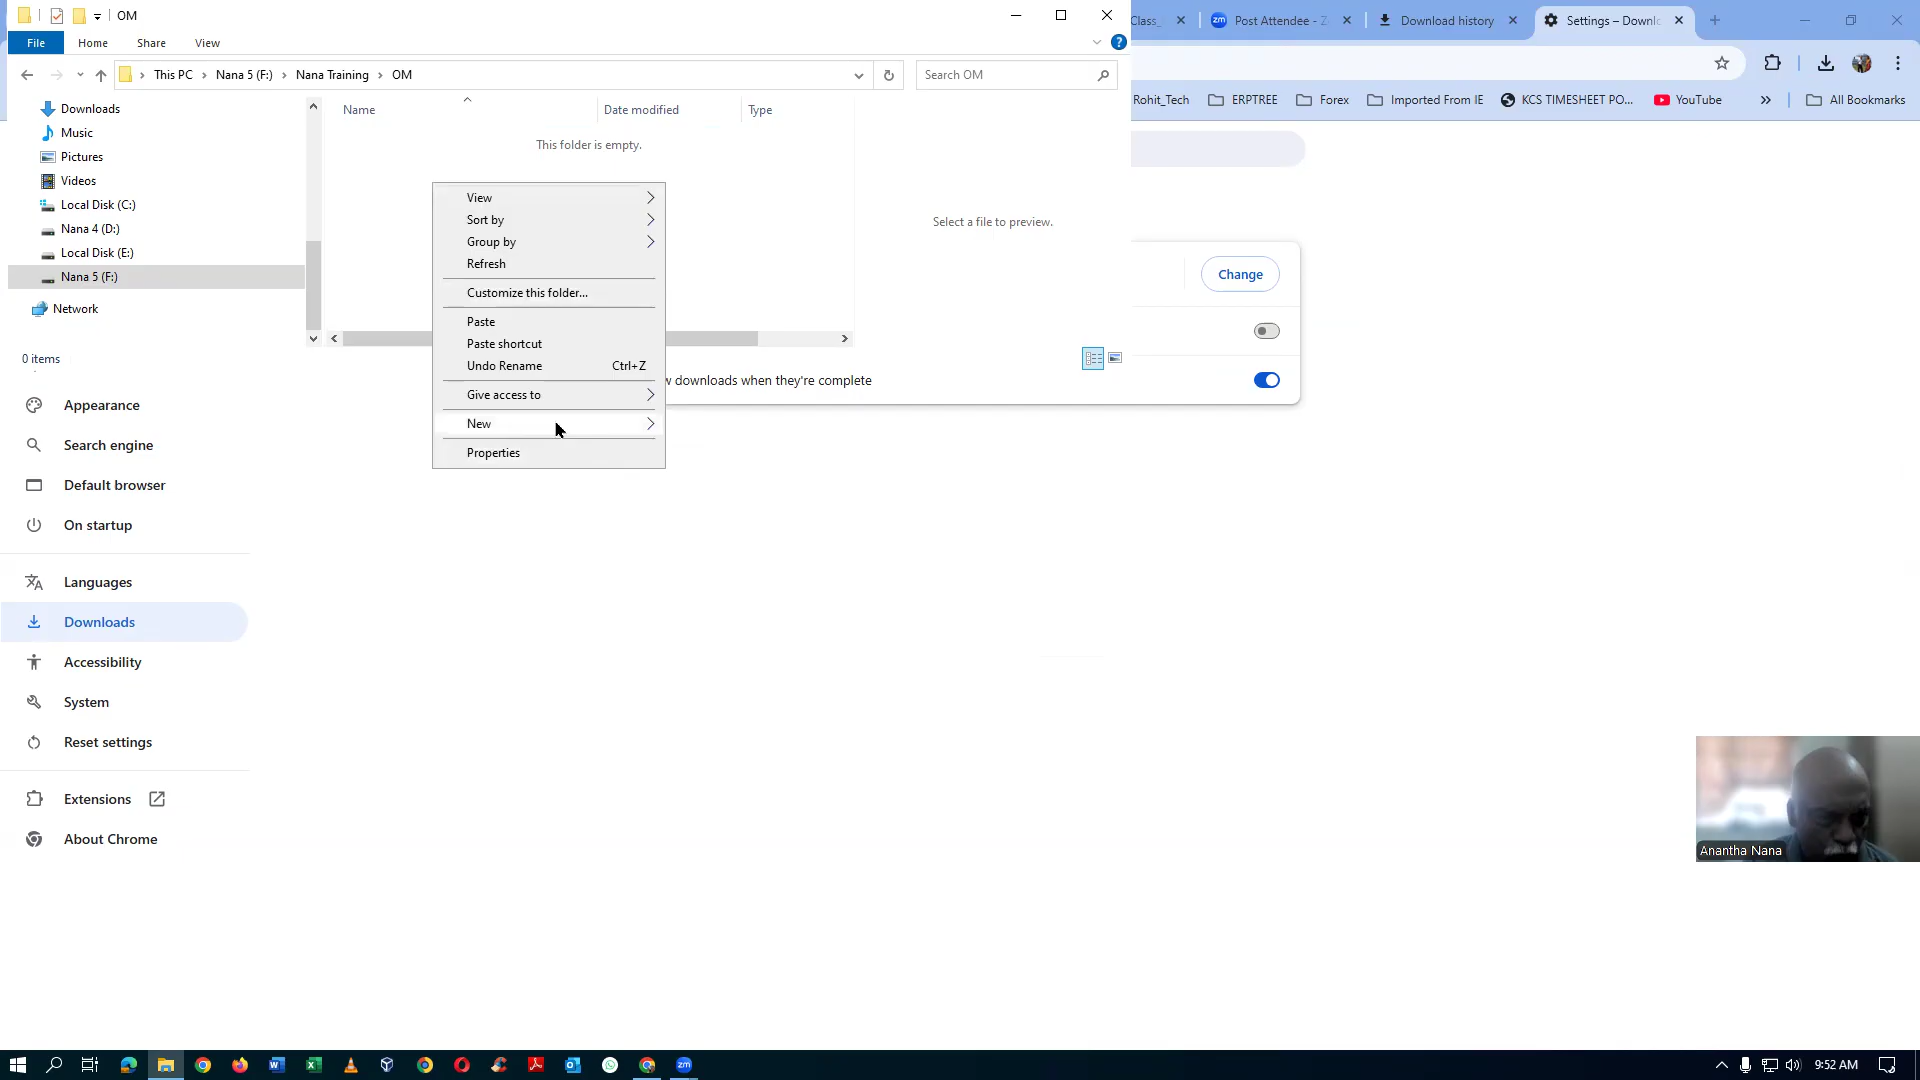 OM
Class_
Post Attendee - Z
Download history
Settings – Downlo
File
Home
Share
View
This PC
Nana 5 (F:)
Nana Training
OM
Search OM
Rohit_Tech
ERPTREE
Forex
Imported From IE
KCS TIMESHEET PO...
YouTube
All Bookmarks
Downloads
Music
Pictures
Videos
Local Disk (C:)
Nana 4 (D:)
Local Disk (E:)
Nana 5 (F:)
Network
0 items
Name
Date modified
Type
This folder is empty.
Select a file to preview.
View
Sort by
Group by
Refresh
Customize this folder...
Paste
Paste shortcut
Undo Rename Ctrl+Z
Give access to
New
Properties
Change
w downloads when they're complete
Appearance
Search engine
Default browser
On startup
Languages
Downloads
Accessibility
System
Reset settings
Extensions
About Chrome
Anantha Nana
zm
zm
9:52 AM